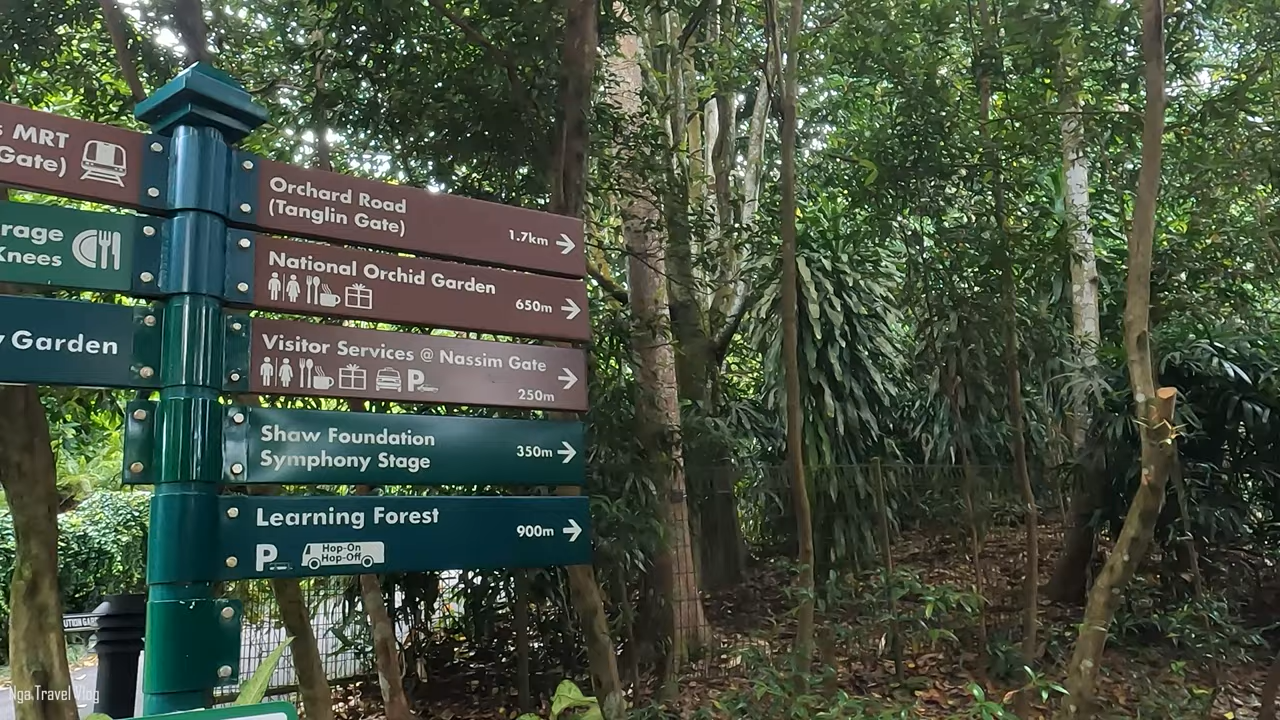 MRT
Gate)
rage
Knees
Garden
Orchard Road
(Tanglin Gate)
1.7km
National Orchid Garden
650m
Visitor Services @ Nassim Gate
P
250m
Shaw Foundation
Symphony Stage
350m
Learning Forest
900m
P
Hop-On
Hop-Off
Nga.Travel Vlog